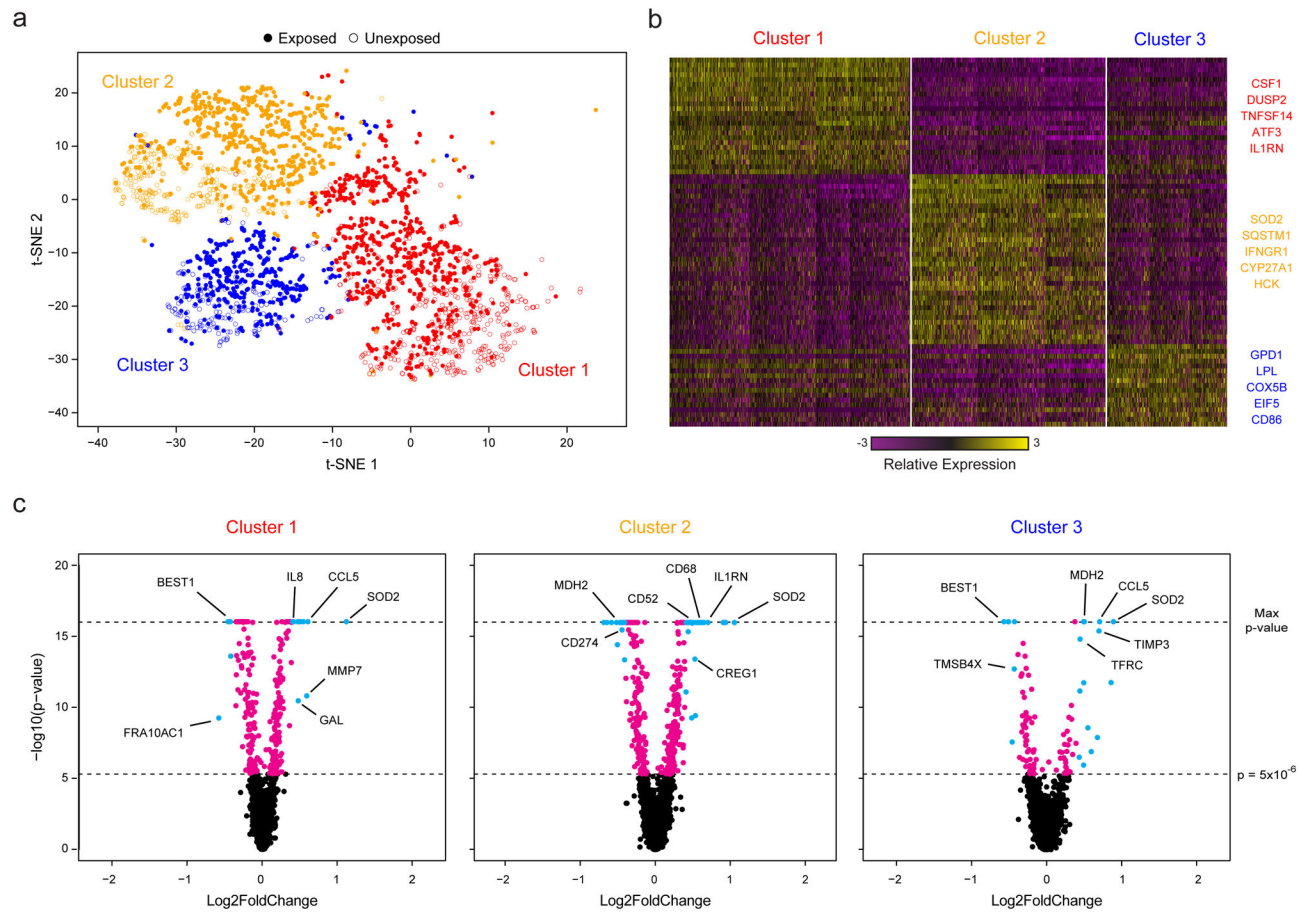 a
● Exposed ○ Unexposed
Cluster 2
Cluster 3
Cluster 1
20
10
0
−10
−20
−30
−40
t-SNE 2
−40 −30 −20 −10 0 10 20
t-SNE 1
b
Cluster 1 Cluster 2 Cluster 3
CSF1
DUSP2
TNFSF14
ATF3
IL1RN
SOD2
SQSTM1
IFNGR1
CYP27A1
HCK
GPD1
LPL
COX5B
EIF5
CD86
-3 3
Relative Expression
c
Cluster 1
20
15
10
5
0
−log10(p−value)
BEST1
IL8
CCL5
SOD2
MMP7
GAL
FRA10AC1
−2 −1 0 1 2
Log2FoldChange
Cluster 2
MDH2
CD68
IL1RN
CD52
SOD2
CD274
CREG1
−2 −1 0 1 2
Log2FoldChange
Cluster 3
BEST1
MDH2
CCL5
SOD2
TIMP3
TMSB4X
TFRC
−2 −1 0 1 2
Log2FoldChange
Max
p-value
p = 5x10⁻⁶